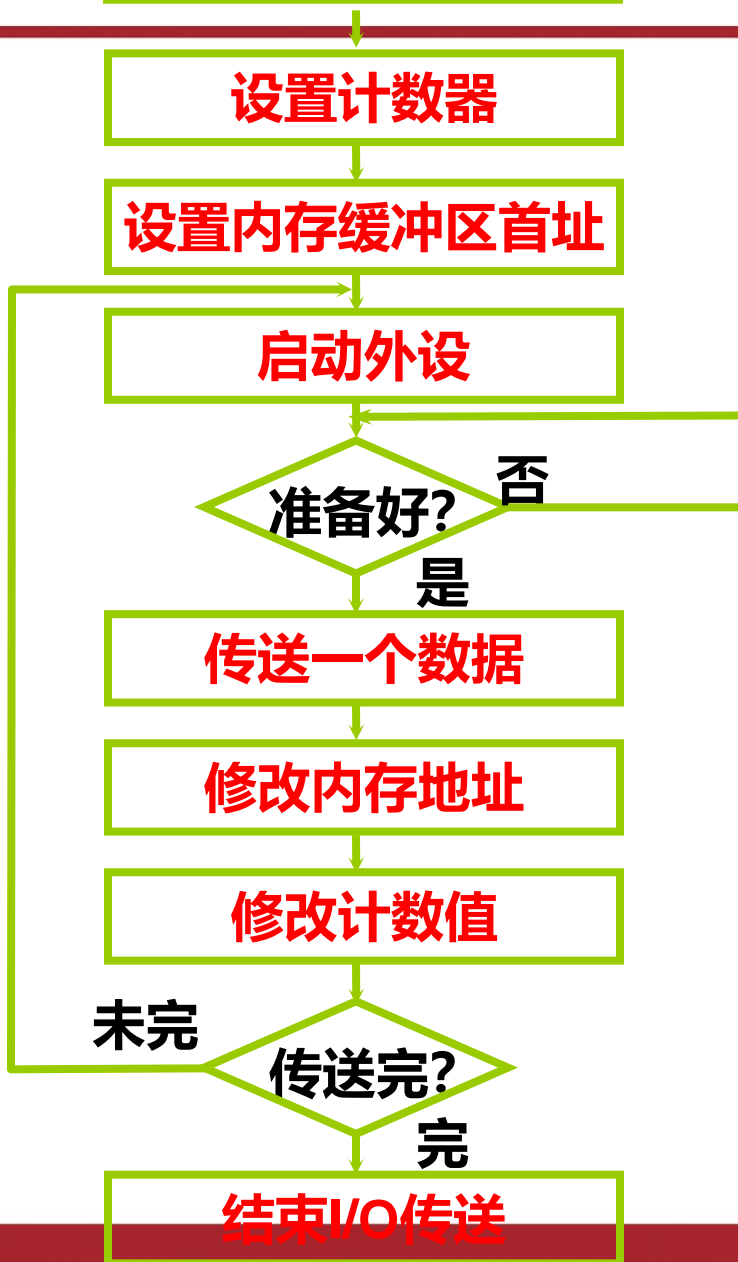 设置计数器
设置内存缓冲区首址
启动外设
准备好?
否
是
传送一个数据
修改内存地址
修改计数值
未完
传送完?
完
结束I/O传送